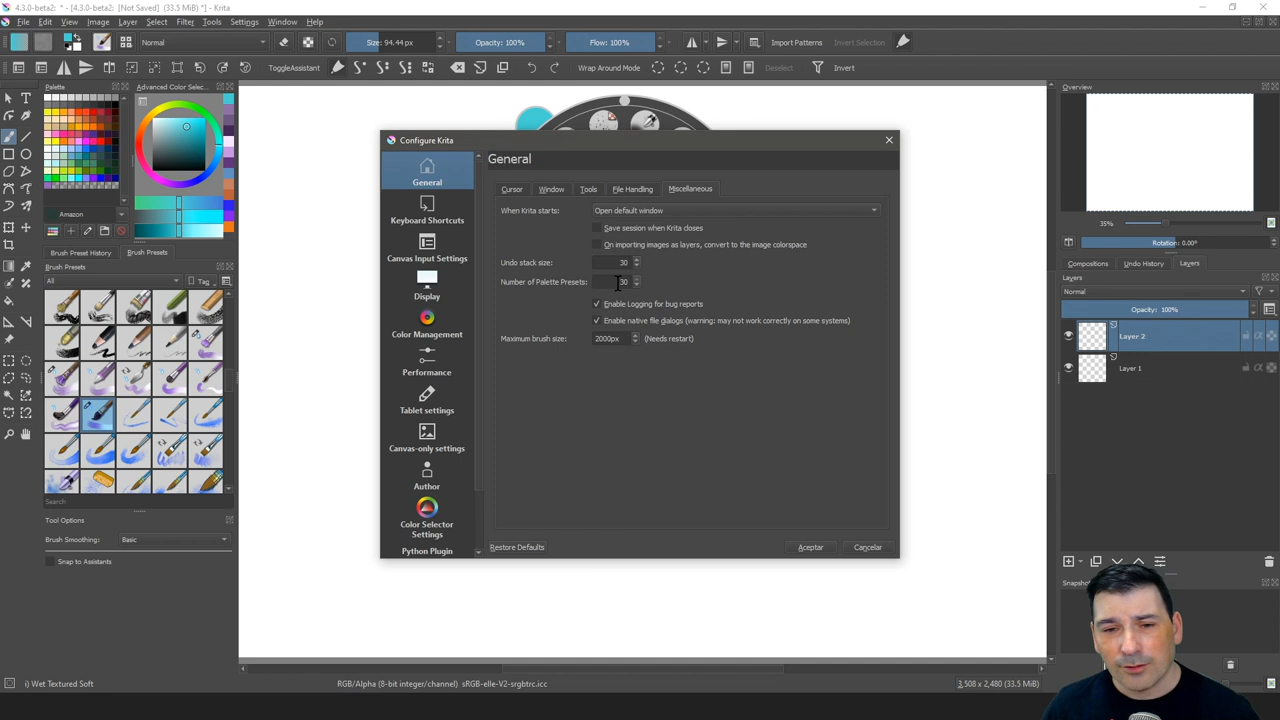 4.3.0-beta2: * - [4.3.0-beta2: [Not Saved] (33.5 MiB) *] - Krita
File Edit View Image Layer Select Filter Tools Settings Window Help
Normal Size: 94.44 px Opacity: 100% Flow: 100% Import Patterns Invert Selection
ToggleAssistant Wrap Around Mode Deselect Invert
Palette
Advanced Color Selec...
Overview
Amazon
Brush Preset History Brush Presets
Brush Presets
All Tag
Search
Tool Options
Brush Smoothing: Basic
Snap to Assistants
Configure Krita
General
Keyboard Shortcuts
Canvas Input Settings
Display
Color Management
Performance
Tablet settings
Canvas-only settings
Author
Color Selector
Settings
Python Plugin
General
Cursor Window Tools File Handling Miscellaneous
When Krita starts: Open default window
Save session when Krita closes
On importing images as layers, convert to the image colorspace
Undo stack size: 30
Number of Palette Presets: 30
Enable Logging for bug reports
Enable native file dialogs (warning: may not work correctly on some systems)
Maximum brush size: 2000px (Needs restart)
Restore Defaults Aceptar Cancelar
35%
Rotation: 0.00°
Compositions Undo History Layers
Layers
Normal
Opacity: 100%
Layer 2
Layer 1
i) Wet Textured Soft
RGB/Alpha (8-bit integer/channel) sRGB-elle-V2-srgbtrc.icc
3,508 x 2,480 (33.5 MiB)